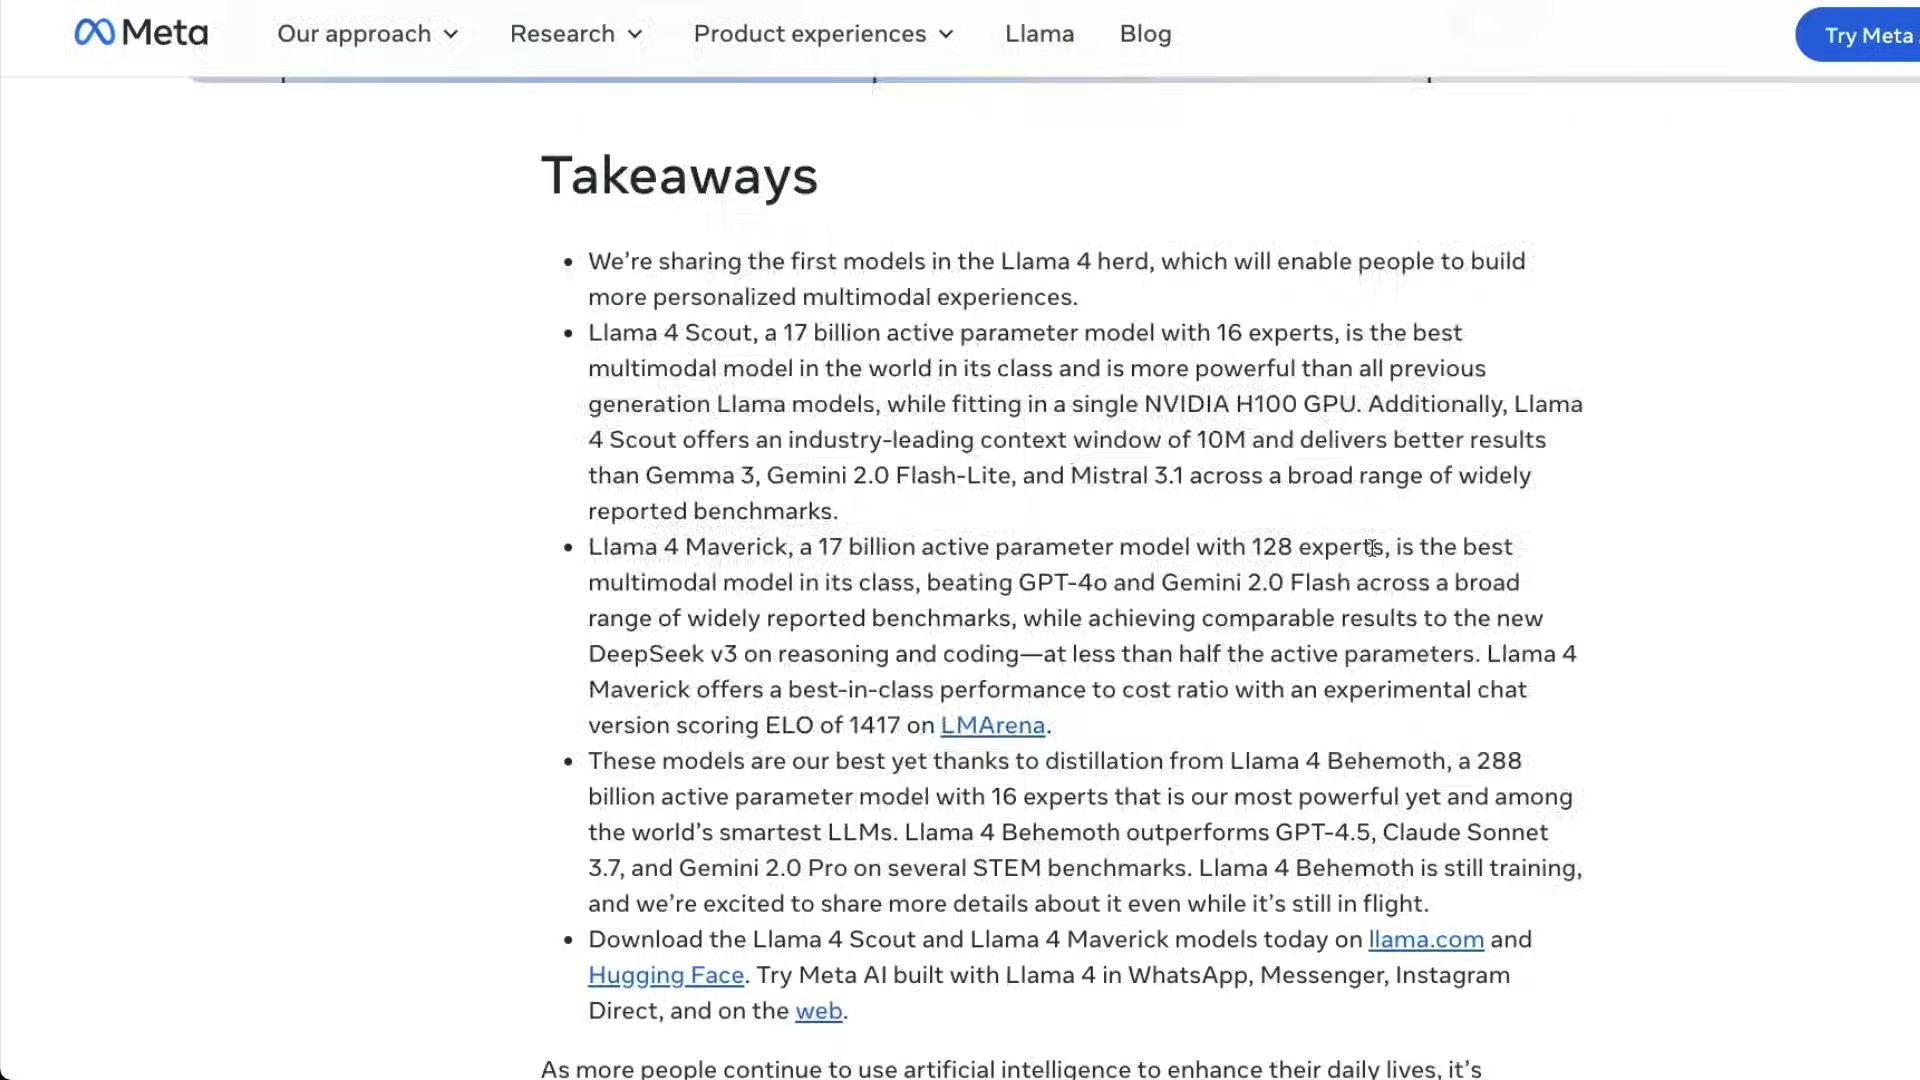 Meta Our approach Research Product experiences Llama Blog Try Meta
Takeaways
• We’re sharing the first models in the Llama 4 herd, which will enable people to build
more personalized multimodal experiences.
• Llama 4 Scout, a 17 billion active parameter model with 16 experts, is the best
multimodal model in the world in its class and is more powerful than all previous
generation Llama models, while fitting in a single NVIDIA H100 GPU. Additionally, Llama
4 Scout offers an industry-leading context window of 10M and delivers better results
than Gemma 3, Gemini 2.0 Flash-Lite, and Mistral 3.1 across a broad range of widely
reported benchmarks.
• Llama 4 Maverick, a 17 billion active parameter model with 128 experts, is the best
multimodal model in its class, beating GPT-4o and Gemini 2.0 Flash across a broad
range of widely reported benchmarks, while achieving comparable results to the new
DeepSeek v3 on reasoning and coding—at less than half the active parameters. Llama 4
Maverick offers a best-in-class performance to cost ratio with an experimental chat
version scoring ELO of 1417 on LMArena.
• These models are our best yet thanks to distillation from Llama 4 Behemoth, a 288
billion active parameter model with 16 experts that is our most powerful yet and among
the world’s smartest LLMs. Llama 4 Behemoth outperforms GPT-4.5, Claude Sonnet
3.7, and Gemini 2.0 Pro on several STEM benchmarks. Llama 4 Behemoth is still training,
and we’re excited to share more details about it even while it’s still in flight.
• Download the Llama 4 Scout and Llama 4 Maverick models today on llama.com and
Hugging Face. Try Meta AI built with Llama 4 in WhatsApp, Messenger, Instagram
Direct, and on the web.
As more people continue to use artificial intelligence to enhance their daily lives, it’s